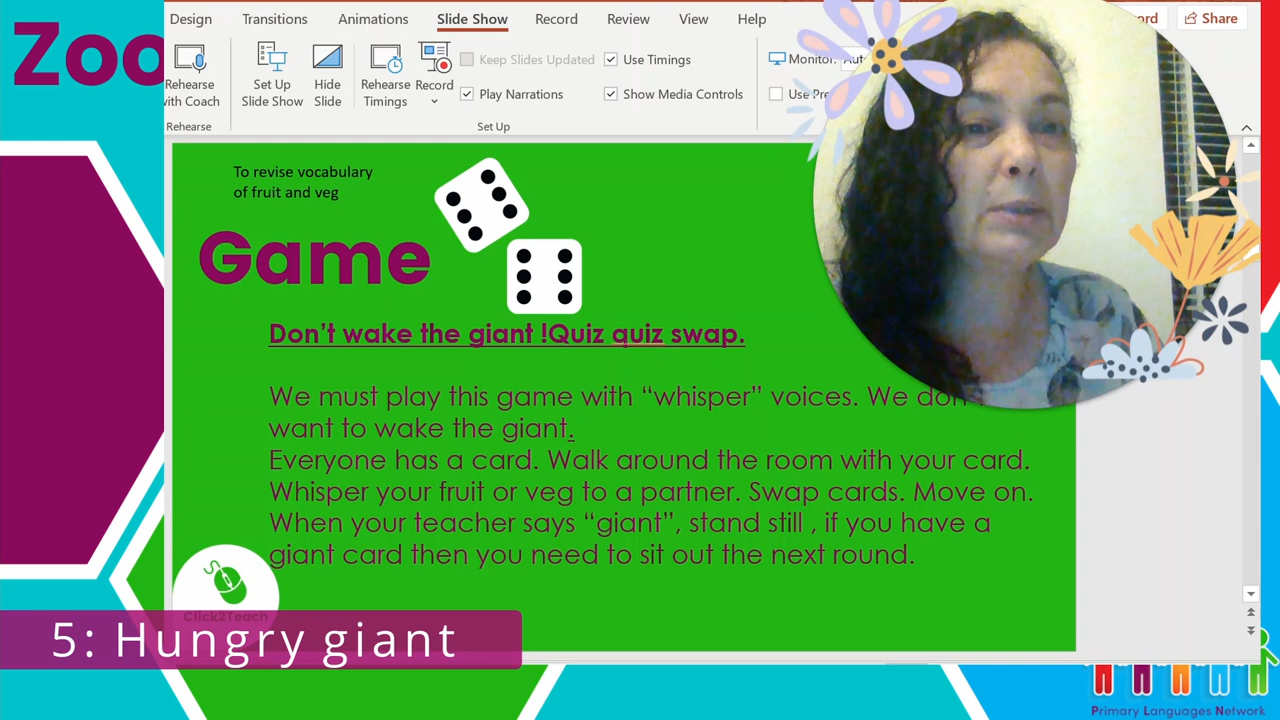 Zoo
Design Transitions Animations Slide Show Record Review View Help
Share
Rehearse with Coach
Set Up Slide Show
Hide Slide
Rehearse Timings
Record
Keep Slides Updated
Use Timings
Play Narrations
Show Media Controls
Monitor:
Use
Rehearse
Set Up
To revise vocabulary
of fruit and veg
Game
Don't wake the giant !Quiz quiz swap.
We must play this game with “whisper” voices. We don
want to wake the giant.
Everyone has a card. Walk around the room with your card.
Whisper your fruit or veg to a partner. Swap cards. Move on.
When your teacher says “giant”, stand still , if you have a
giant card then you need to sit out the next round.
Click2Teach
5: Hungry giant
Primary Languages Network